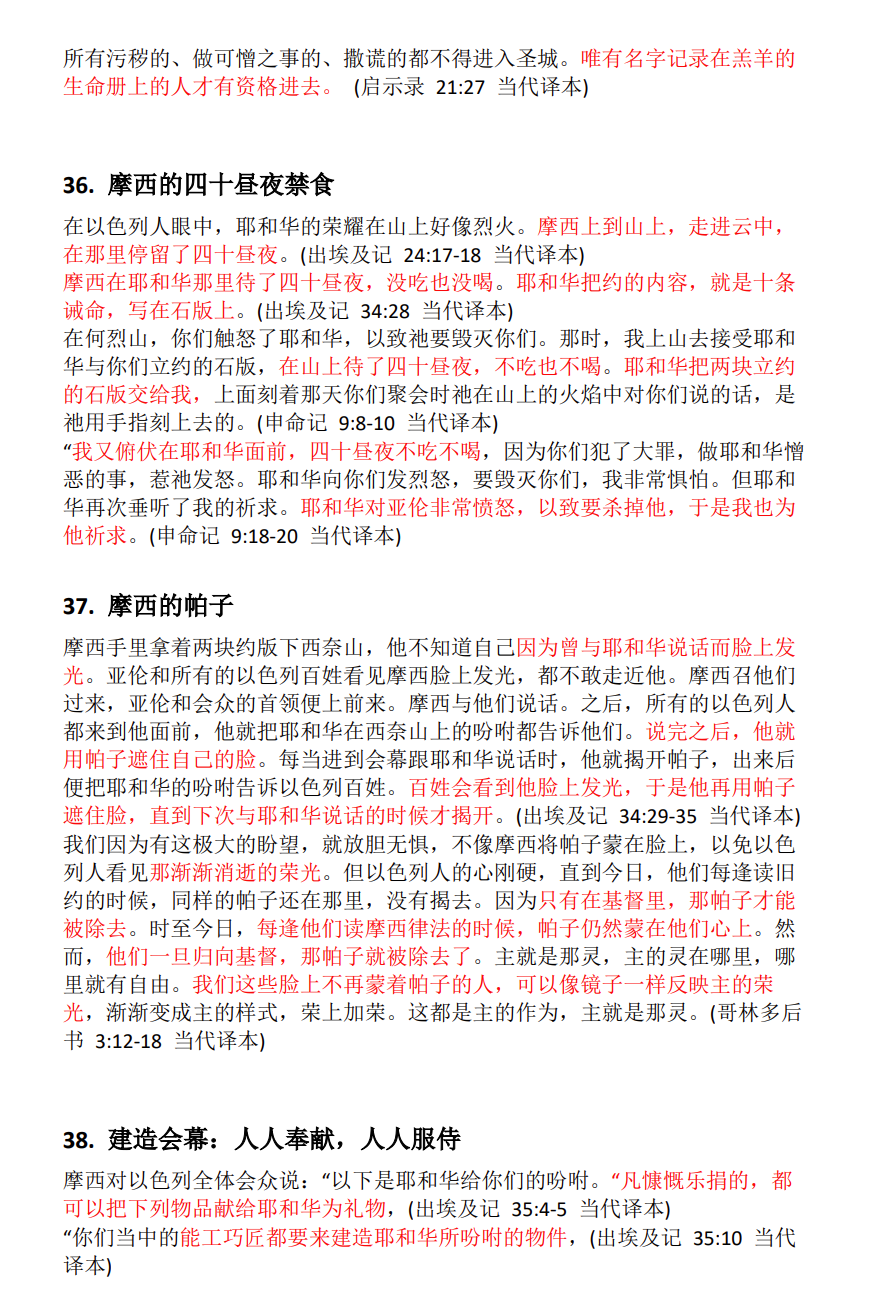 所有污秽的、做可憎之事的、撒谎的都不得进入圣城。唯有名字记录在羔羊的
生命册上的人才有资格进去。 (启示录 21:27 当代译本)
36. 摩西的四十昼夜禁食
在以色列人眼中，耶和华的荣耀在山上好像烈火。摩西上到山上，走进云中，
在那里停留了四十昼夜。(出埃及记 24:17-18 当代译本)
摩西在耶和华那里待了四十昼夜，没吃也没喝。耶和华把约的内容，就是十条
诫命，写在石版上。(出埃及记 34:28 当代译本)
在何烈山，你们触怒了耶和华，以致祂要毁灭你们。那时，我上山去接受耶和
华与你们立约的石版，在山上待了四十昼夜，不吃也不喝。耶和华把两块立约
的石版交给我，上面刻着那天你们聚会时祂在山上的火焰中对你们说的话，是
祂用手指刻上去的。(申命记 9:8-10 当代译本)
“我又俯伏在耶和华面前，四十昼夜不吃不喝，因为你们犯了大罪，做耶和华憎
恶的事，惹祂发怒。耶和华向你们发烈怒，要毁灭你们，我非常惧怕。但耶和
华再次垂听了我的祈求。耶和华对亚伦非常愤怒，以致要杀掉他，于是我也为
他祈求。(申命记 9:18-20 当代译本)
37. 摩西的帕子
摩西手里拿着两块约版下西奈山，他不知道自己因为曾与耶和华说话而脸上发
光。亚伦和所有的以色列百姓看见摩西脸上发光，都不敢走近他。摩西召他们
过来，亚伦和会众的首领便上前来。摩西与他们说话。之后，所有的以色列人
都来到他面前，他就把耶和华在西奈山上的吩咐都告诉他们。说完之后，他就
用帕子遮住自己的脸。每当进到会幕跟耶和华说话时，他就揭开帕子，出来后
便把耶和华的吩咐告诉以色列百姓。百姓会看到他脸上发光，于是他再用帕子
遮住脸，直到下次与耶和华说话的时候才揭开。(出埃及记 34:29-35 当代译本)
我们因为有这极大的盼望，就放胆无惧，不像摩西将帕子蒙在脸上，以免以色
列人看见那渐渐消逝的荣光。但以色列人的心刚硬，直到今日，他们每逢读旧
约的时候，同样的帕子还在那里，没有揭去。因为只有在基督里，那帕子才能
被除去。时至今日，每逢他们读摩西律法的时候，帕子仍然蒙在他们心上。然
而，他们一旦归向基督，那帕子就被除去了。主就是那灵，主的灵在哪里，哪
里就有自由。我们这些脸上不再蒙着帕子的人，可以像镜子一样反映主的荣
光，渐渐变成主的样式，荣上加荣。这都是主的作为，主就是那灵。(哥林多后
书 3:12-18 当代译本)
38. 建造会幕：人人奉献，人人服侍
摩西对以色列全体会众说：“以下是耶和华给你们的吩咐。“凡慷慨乐捐的，都
可以把下列物品献给耶和华为礼物，(出埃及记 35:4-5 当代译本)
“你们当中的能工巧匠都要来建造耶和华所吩咐的物件，(出埃及记 35:10 当代
译本)